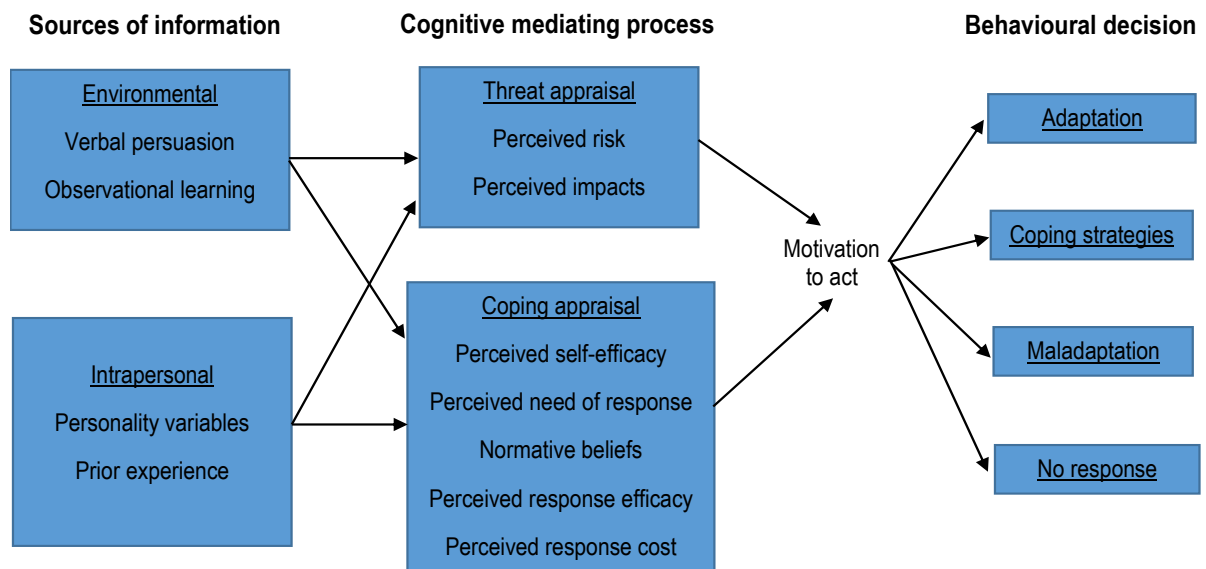 Sources of information
Cognitive mediating process
Behavioural decision
Environmental
Verbal persuasion
Observational learning
Intrapersonal
Personality variables
Prior experience
Threat appraisal
Perceived risk
Perceived impacts
Coping appraisal
Perceived self-efficacy
Perceived need of response
Normative beliefs
Perceived response efficacy
Perceived response cost
Motivation
to act
Adaptation
Coping strategies
Maladaptation
No response